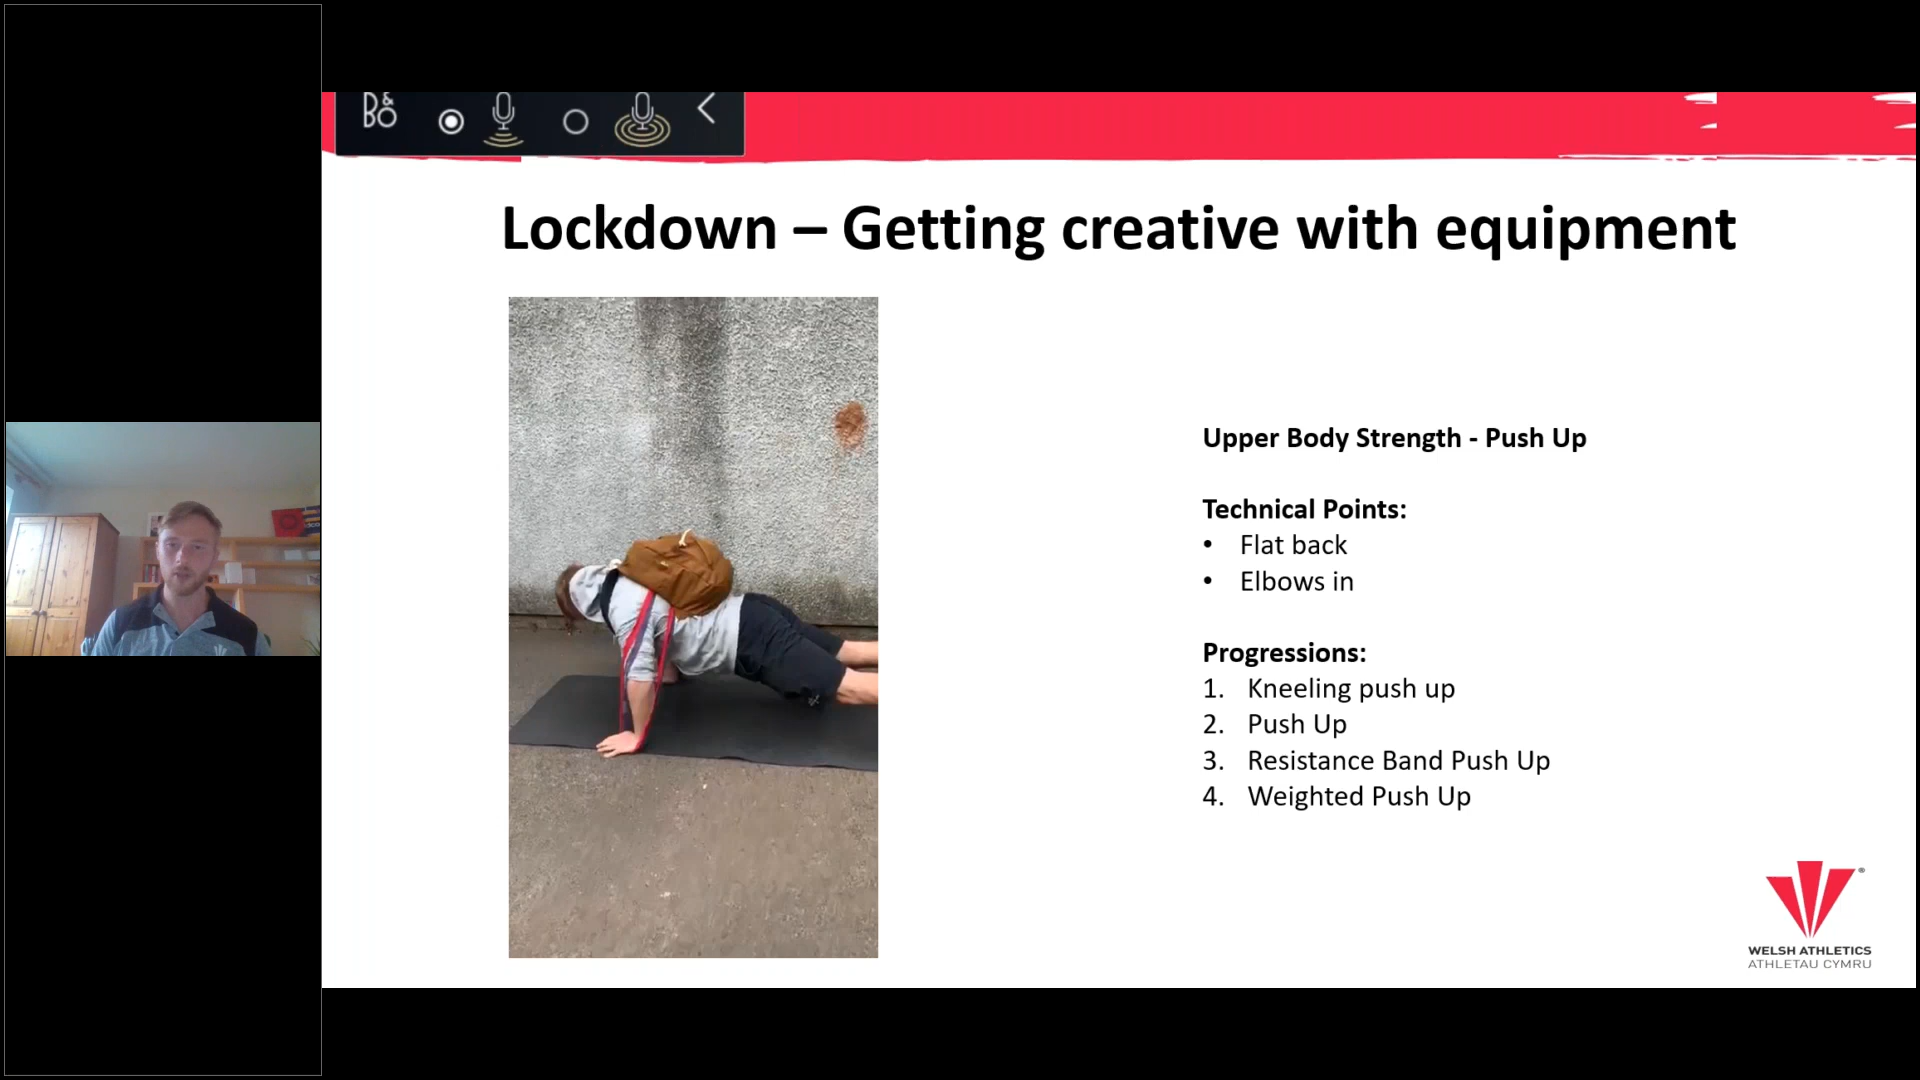 B&O
Lockdown – Getting creative with equipment
Upper Body Strength - Push Up
Technical Points:
• Flat back
• Elbows in
Progressions:
1. Kneeling push up
2. Push Up
3. Resistance Band Push Up
4. Weighted Push Up
®
WELSH ATHLETICS
ATHLETAU CYMRU